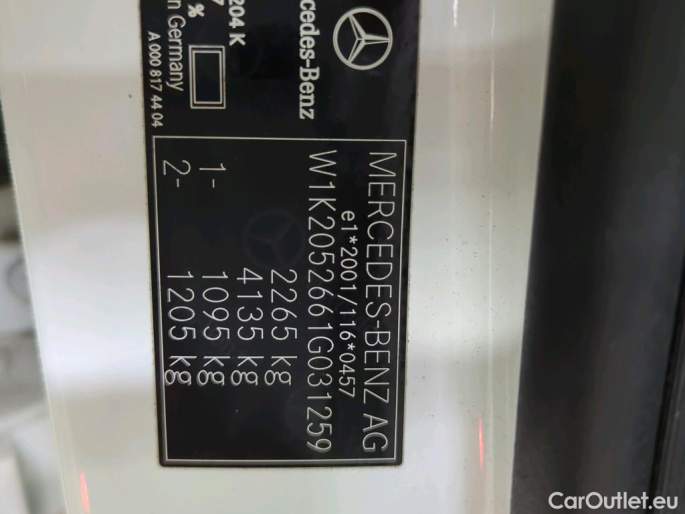 Mercedes-Benz
204 K
%
in Germany
A 000 817 44 04
MERCEDES-BENZ AG
e1*2001/116*0457
W1K2052661G031259
2265 kg
4135 kg
1- 1095 kg
2- 1205 kg
CarOutlet.eu